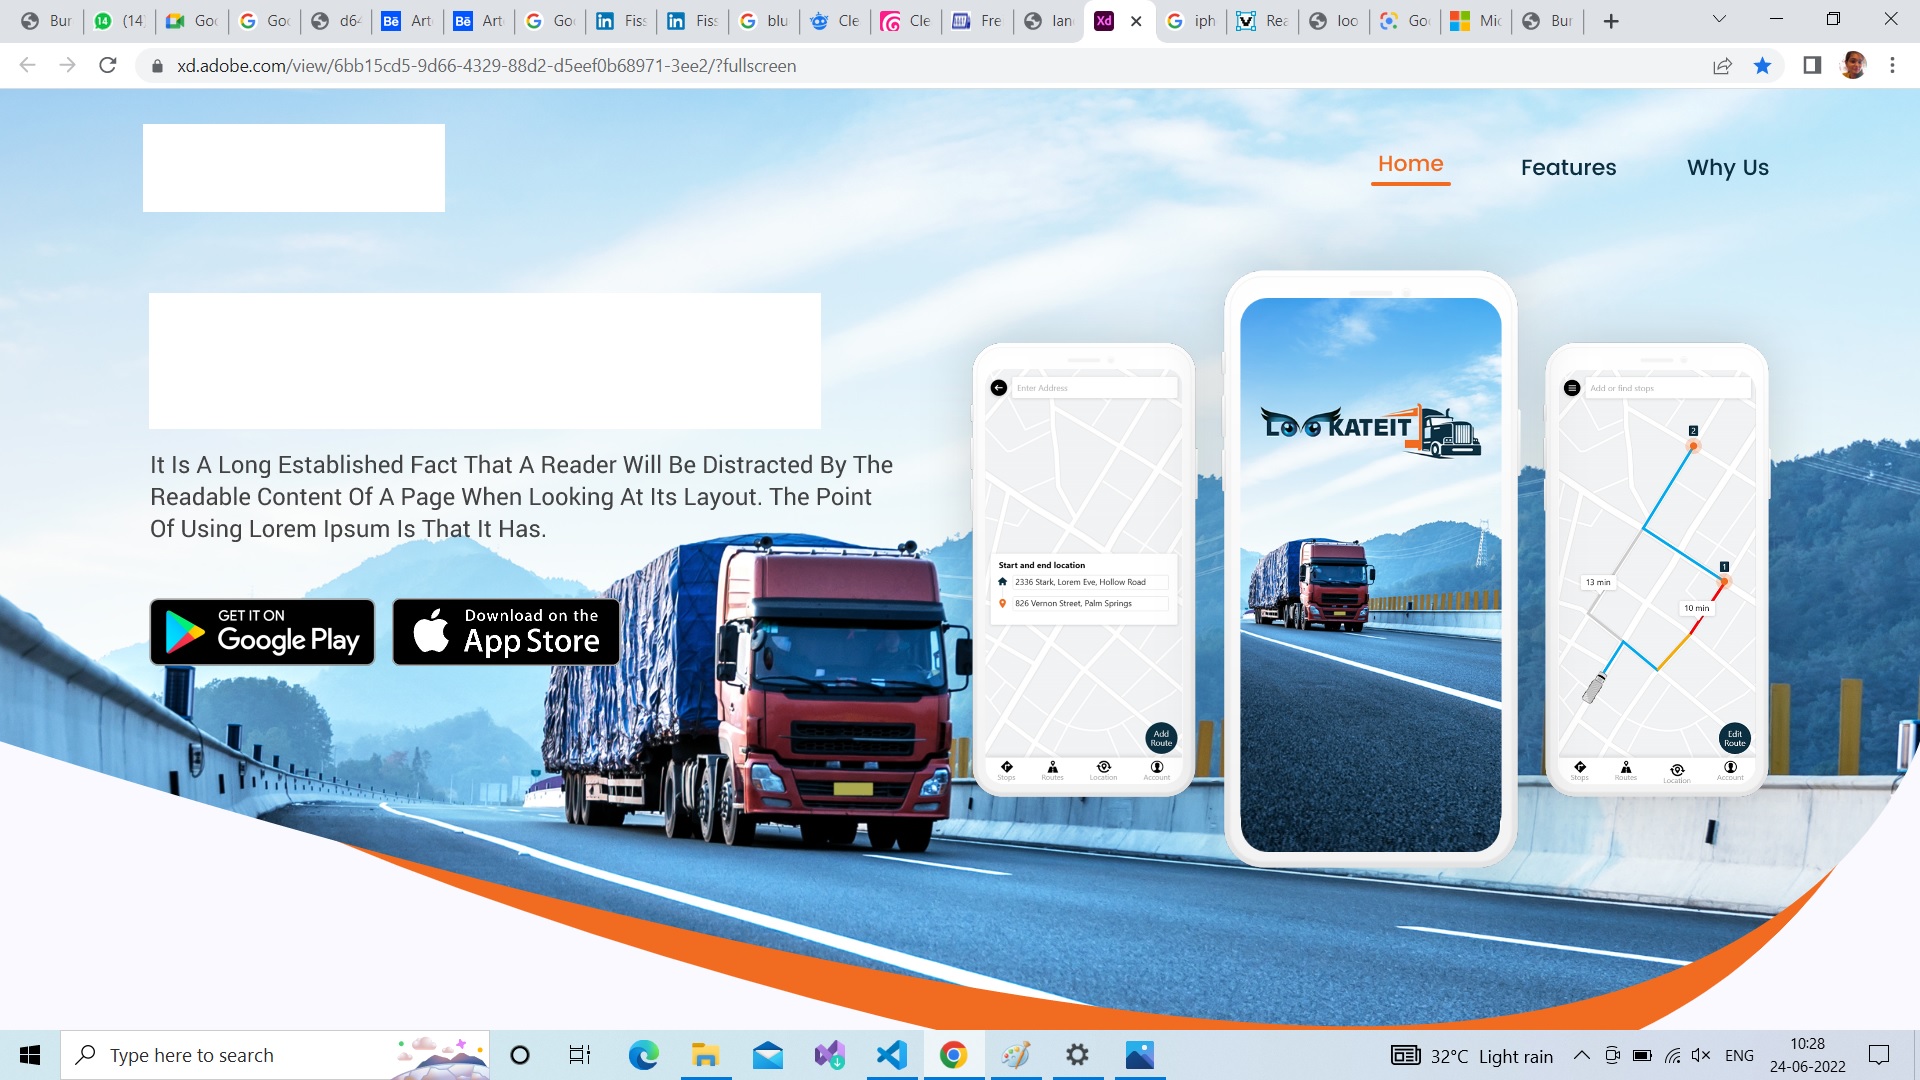 Bur
(14)
Goo
Goo
d64
Art
Art
Goo
Fiss
Fiss
blu
Cle
Cle
Fre
lan
iph
Rea
loo
Goo
Mic
Bur
xd.adobe.com/view/6bb15cd5-9d66-4329-88d2-d5eef0b68971-3ee2/?fullscreen
Home
Features
Why Us
It Is A Long Established Fact That A Reader Will Be Distracted By The
Readable Content Of A Page When Looking At Its Layout. The Point
Of Using Lorem Ipsum Is That It Has.
GET IT ON
Google Play
Download on the
App Store
Enter Address
Start and end location
2336 Stark, Lorem Eve, Hollow Road
826 Vernon Street, Palm Springs
Add
Route
Stops
Routes
Location
Account
LOOKATEIT
Add or find stops
2
1
13 min
10 min
Edit
Route
Stops
Routes
Location
Account
Type here to search
32°C Light rain
ENG
10:28
24-06-2022